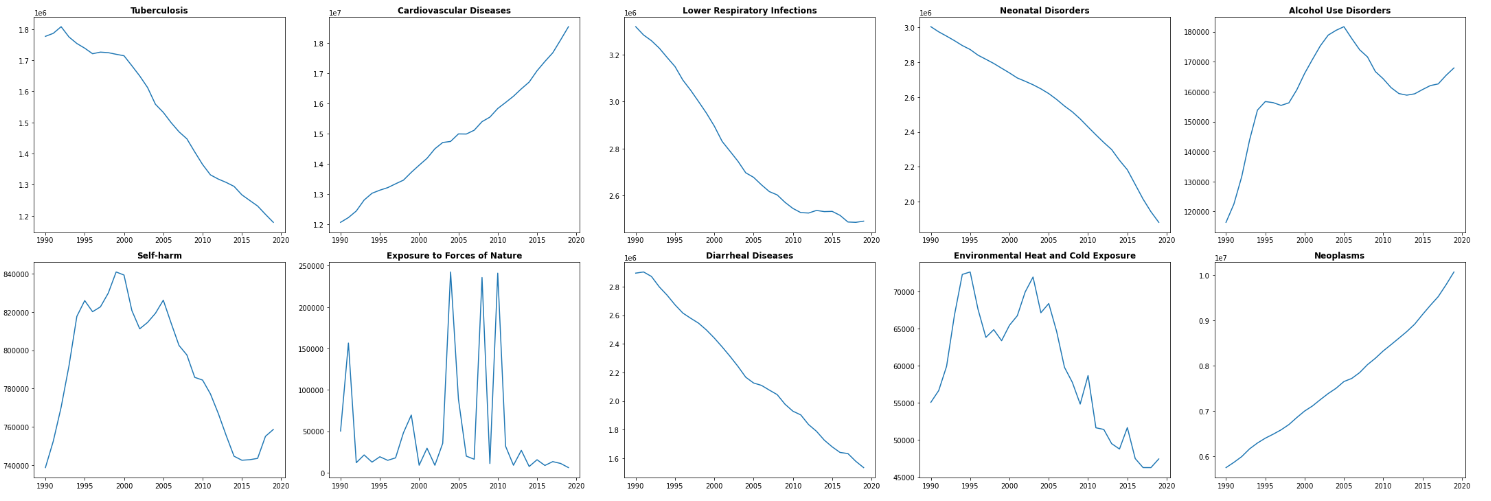 Tuberculosis
1e6
1.8
1.7
1.6
1.5
1.4
1.3
1.2
1990 1995 2000 2005 2010 2015 2020
Cardiovascular Diseases
1e7
1.8
1.7
1.6
1.5
1.4
1.3
1.2
1990 1995 2000 2005 2010 2015 2020
Lower Respiratory Infections
1e6
3.2
3.0
2.8
2.6
1990 1995 2000 2005 2010 2015 2020
Neonatal Disorders
1e6
3.0
2.8
2.6
2.4
2.2
2.0
1990 1995 2000 2005 2010 2015 2020
Alcohol Use Disorders
180000
170000
160000
150000
140000
130000
120000
1990 1995 2000 2005 2010 2015 2020
Self-harm
840000
820000
800000
780000
760000
740000
1990 1995 2000 2005 2010 2015 2020
Exposure to Forces of Nature
250000
200000
150000
100000
50000
0
1990 1995 2000 2005 2010 2015 2020
Diarrheal Diseases
1e6
2.8
2.6
2.4
2.2
2.0
1.8
1.6
1990 1995 2000 2005 2010 2015 2020
Environmental Heat and Cold Exposure
70000
65000
60000
55000
50000
45000
1990 1995 2000 2005 2010 2015 2020
Neoplasms
1e7
1.0
0.9
0.8
0.7
0.6
1990 1995 2000 2005 2010 2015 2020